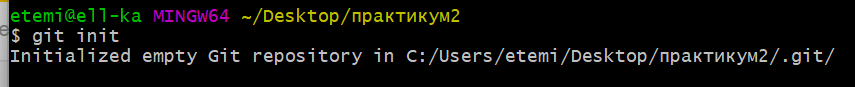 etemi@ell-ka MINGW64 ~/Desktop/практикум2
$ git init
Initialized empty Git repository in C:/Users/etemi/Desktop/практикум2/.git/